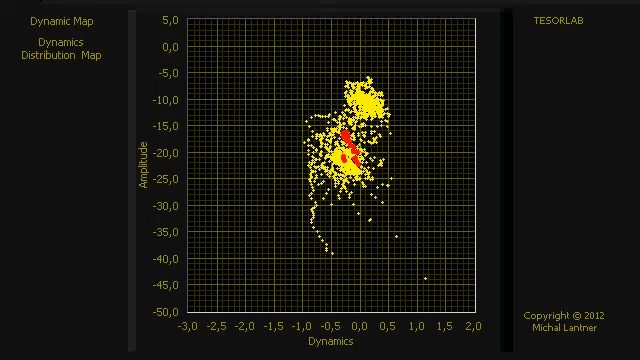 Dynamic Map
Dynamics
Distribution Map
TESORLAB
5,0
0,0
-5,0
-10,0
-15,0
-20,0
-25,0
-30,0
-35,0
-40,0
-45,0
-50,0
Amplitude
-3,0 -2,5 -2,0 -1,5 -1,0 -0,5 0,0 0,5 1,0 1,5 2,0
Dynamics
Copyright © 2012
Michal Lantner